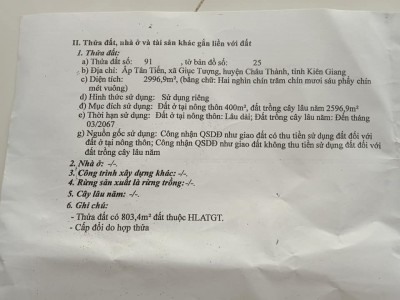 II. Thửa đất, nhà ở và tài sản khác gắn liền với đất
1. Thửa đất:
a) Thửa đất số: 91 , tờ bản đồ số: 25
b) Địa chỉ: Ấp Tân Tiến, xã Giục Tượng, huyện Châu Thành, tỉnh Kiên Giang
c) Diện tích: 2996,9m², (bằng chữ: Hai nghìn chín trăm chín mươi sáu phẩy chín
mét vuông)
d) Hình thức sử dụng: Sử dụng riêng
đ) Mục đích sử dụng: Đất ở tại nông thôn 400m², đất trồng cây lâu năm 2596,9m²
e) Thời hạn sử dụng: Đất ở tại nông thôn: Lâu dài; Đất trồng cây lâu năm: Đến tháng
03/2067
g) Nguồn gốc sử dụng: Công nhận QSDĐ như giao đất có thu tiền sử dụng đất đối với
đất ở tại nông thôn; Công nhận QSDĐ như giao đất không thu tiền sử dụng đất đối với
đất trồng cây lâu năm
2. Nhà ở: -/-.
3. Công trình xây dựng khác: -/-.
4. Rừng sản xuất là rừng trồng: -/-.
5. Cây lâu năm: -/-.
6. Ghi chú:
- Thửa đất có 803,4m² đất thuộc HLATGT.
- Cấp đổi do hợp thửa